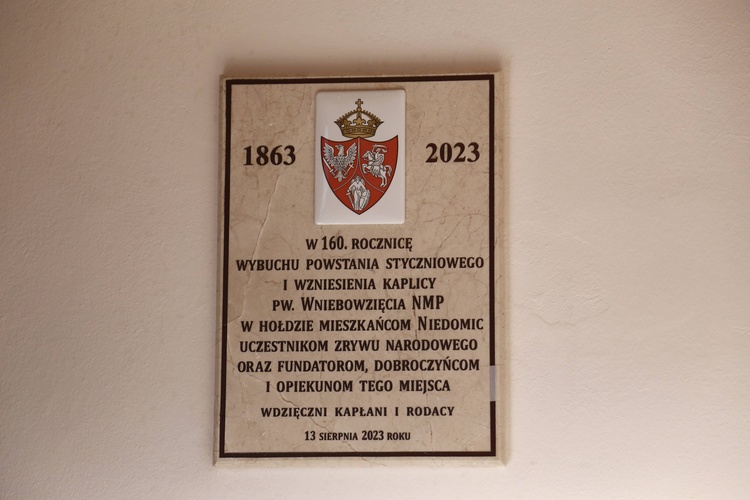 1863 2023
W 160. ROCZNICĘ
WYBUCHU POWSTANIA STYCZNIOWEGO
I WZNIESIENIA KAPLICY
PW. WNIEBOWZIĘCIA NMP
W HOŁDZIE MIESZKAŃCOM NIEDOMIC
UCZESTNIKOM ZRYWU NARODOWEGO
ORAZ FUNDATOROM, DOBROCZYŃCOM
I OPIEKUNOM TEGO MIEJSCA
WDZIĘCZNI KAPŁANI I RODACY
13 SIERPNIA 2023 ROKU